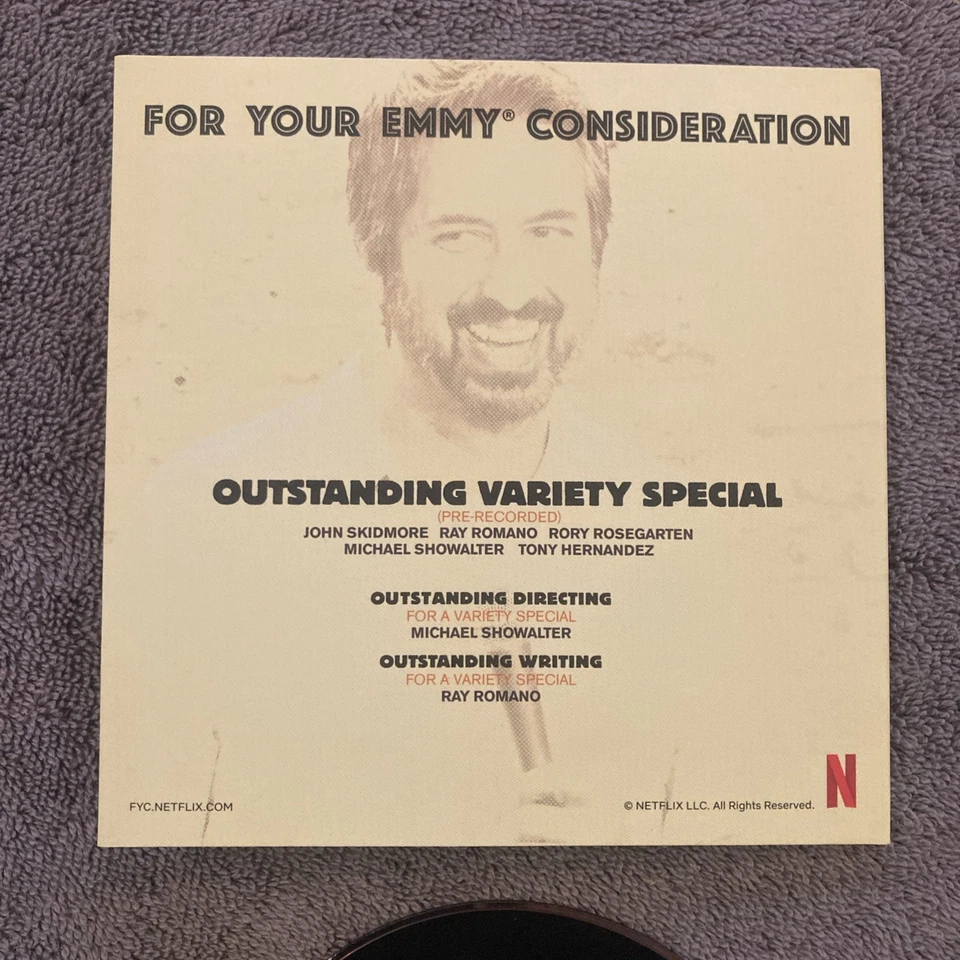 FOR YOUR EMMY® CONSIDERATION
OUTSTANDING VARIETY SPECIAL
(PRE-RECORDED)
JOHN SKIDMORE RAY ROMANO RORY ROSEGARTEN
MICHAEL SHOWALTER TONY HERNANDEZ
OUTSTANDING DIRECTING
FOR A VARIETY SPECIAL
MICHAEL SHOWALTER
OUTSTANDING WRITING
FOR A VARIETY SPECIAL
RAY ROMANO
N
FYC.NETFLIX.COM
© NETFLIX LLC. All Rights Reserved.